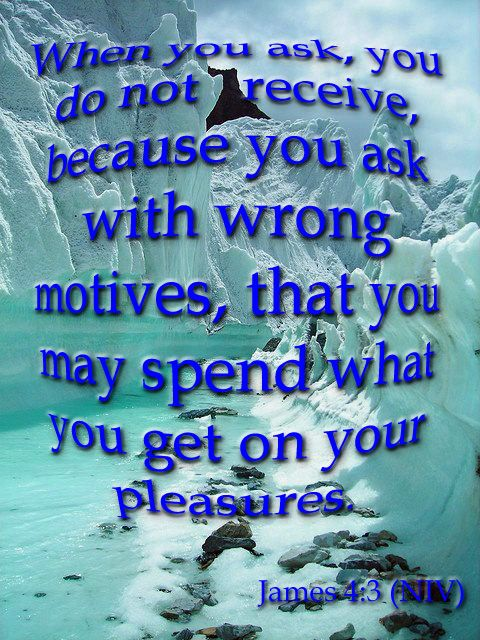 When you ask, you
do not receive,
because you ask
with wrong
motives, that you
may spend what
you get on your
pleasures.
James 4:3 (NIV)